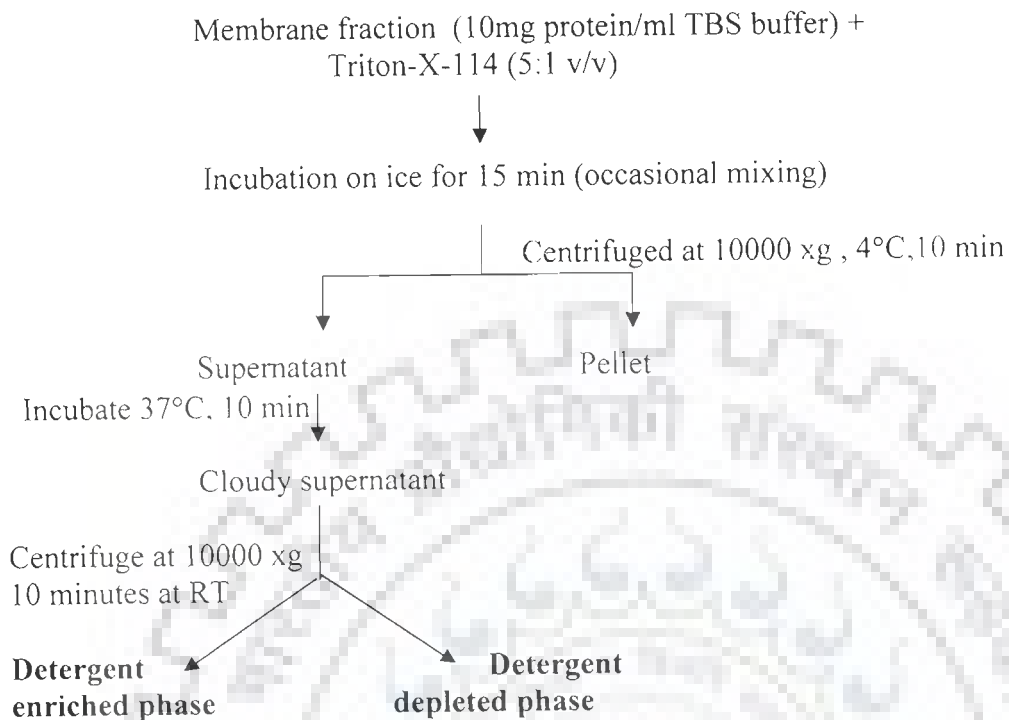 Membrane fraction (10mg protein/ml TBS buffer) +
Triton-X-114 (5:1 v/v)
Incubation on ice for 15 min (occasional mixing)
Centrifuged at 10000 xg , 4°C,10 min
Supernatant
Pellet
Incubate 37°C, 10 min
Cloudy supernatant
Centrifuge at 10000 xg
10 minutes at RT
Detergent
enriched phase
Detergent
depleted phase